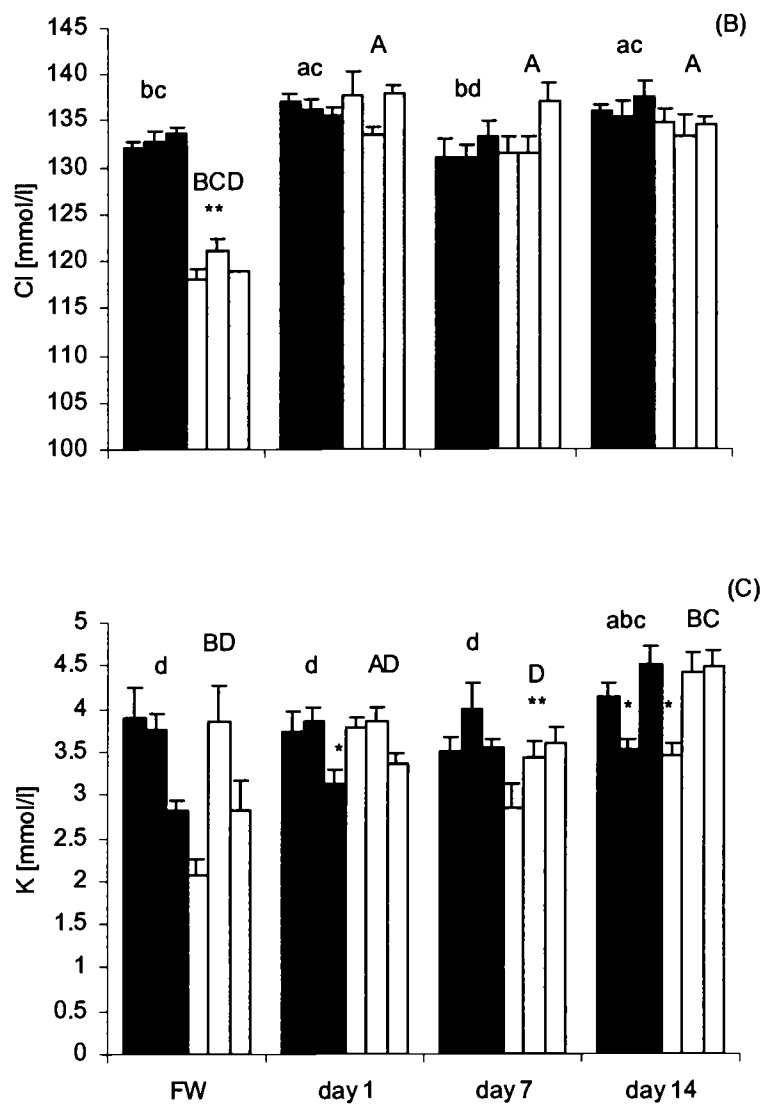 (B)
145
140
135
130
125
120
115
110
105
100
Cl [mmol/l]
bc
BCD
**
ac
A
bd
A
ac
A
(C)
5
4.5
4
3.5
3
2.5
2
1.5
1
0.5
0
K [mmol/l]
d
BD
d
AD
*
d
D
**
abc
BC
*
*
FW
day 1
day 7
day 14